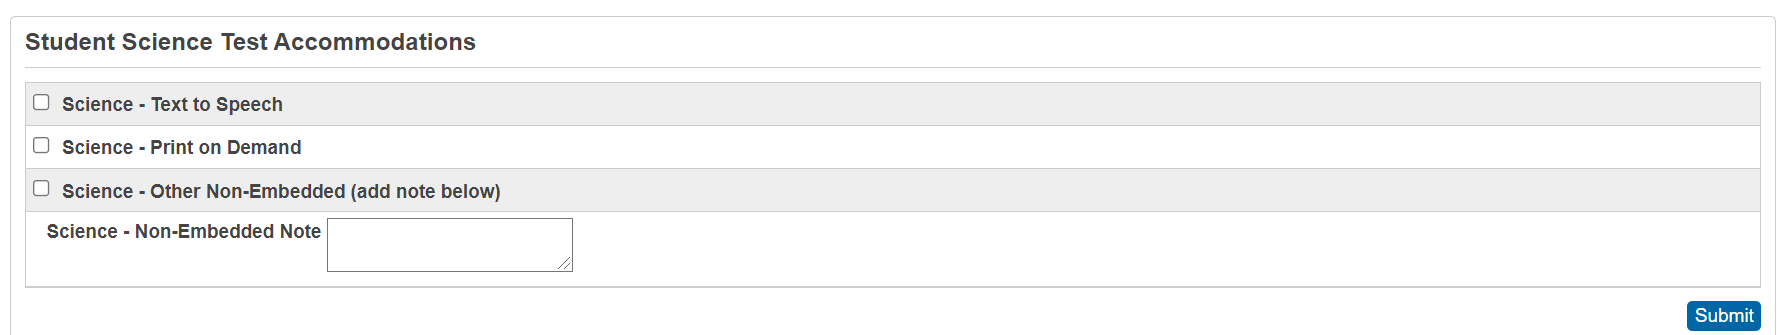 Student Science Test Accommodations
Science - Text to Speech
Science - Print on Demand
Science - Other Non-Embedded (add note below)
Science - Non-Embedded Note
Submit